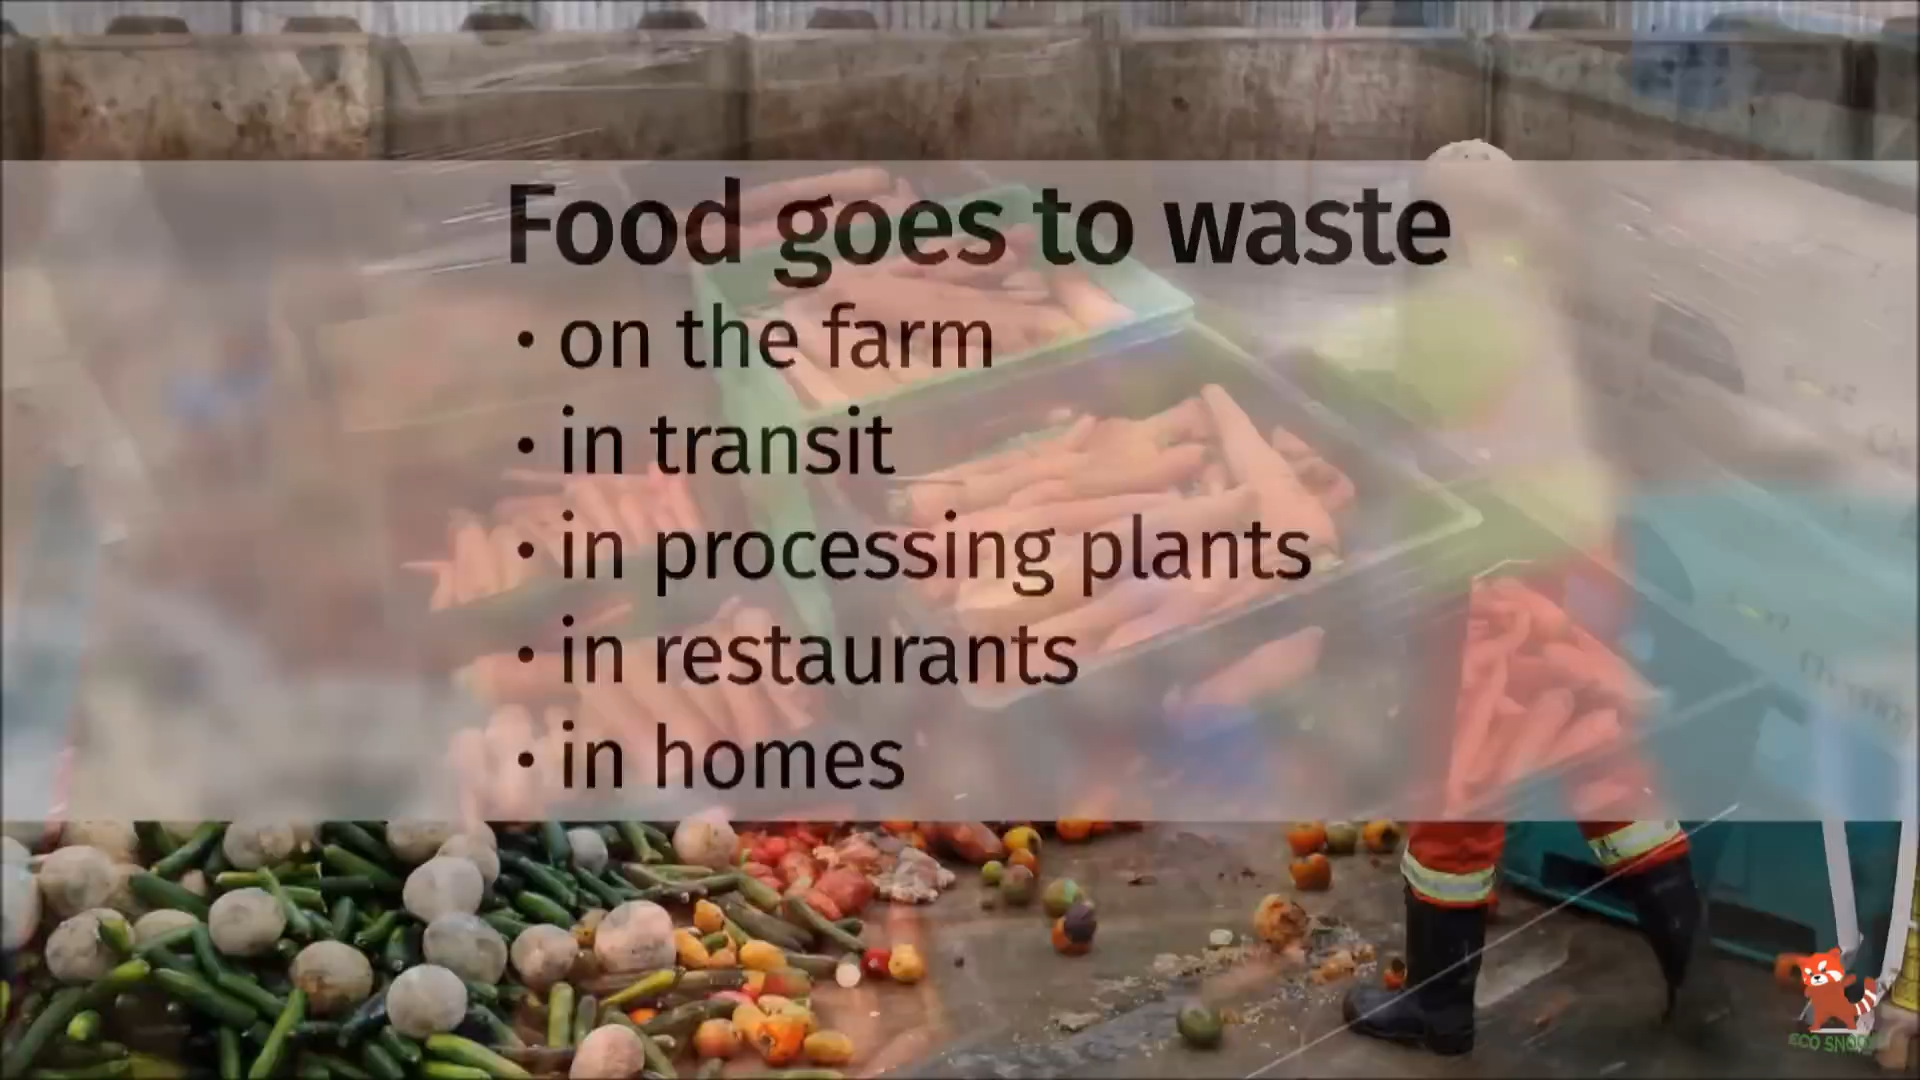 Food goes to waste
• on the farm
• in transit
• in processing plants
• in restaurants
• in homes